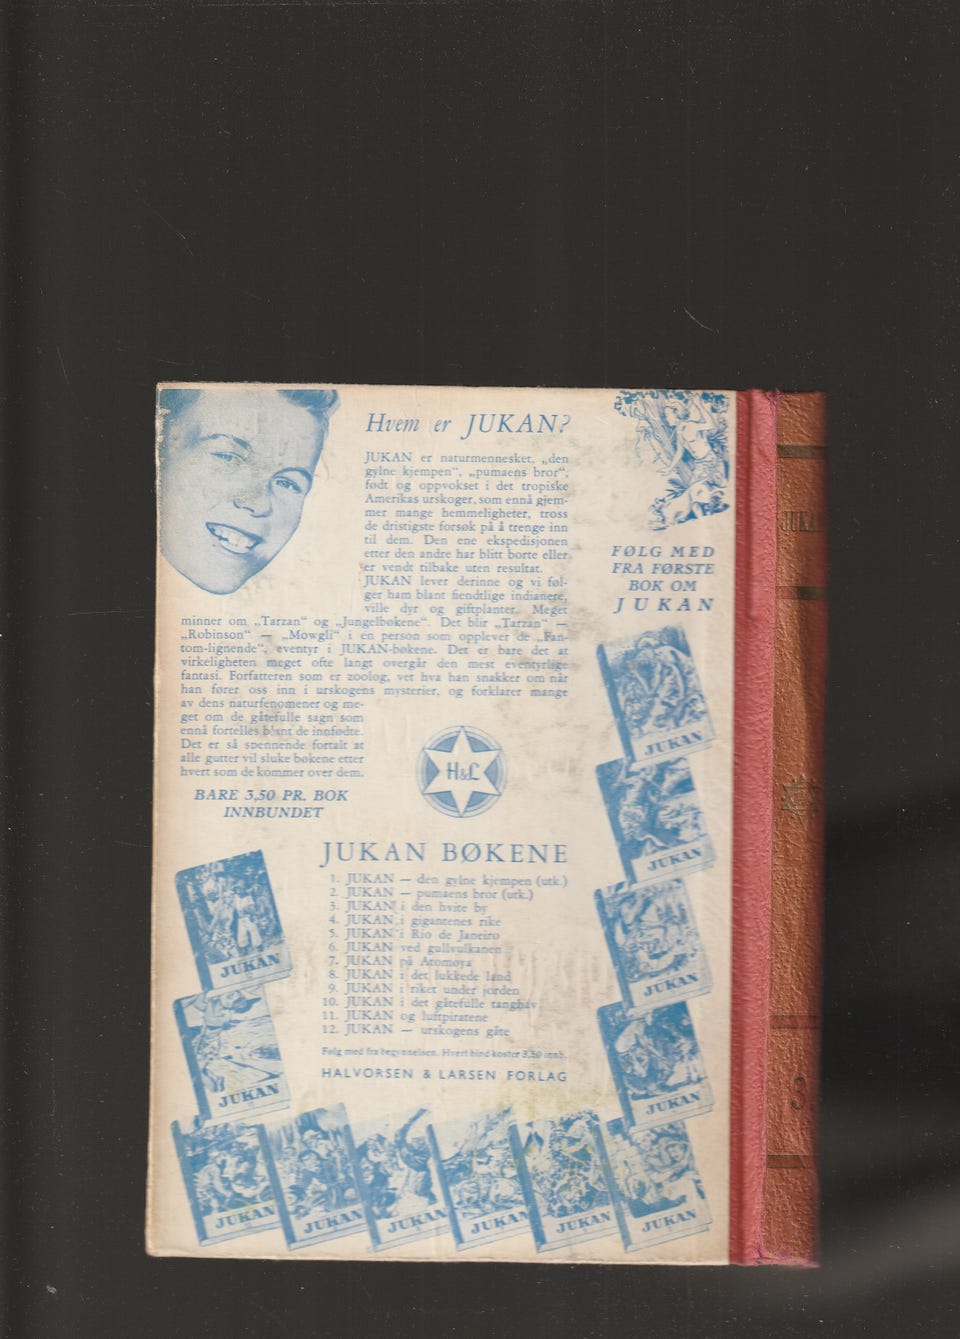 Hvem er JUKAN?
JUKAN er naturmennesket, „den
gylne kjempen“, „pumaens bror“,
født og oppvokset i det tropiske
Amerikas urskoger, som ennå gjem-
mer mange hemmeligheter, tross
de dristigste forsøk på å trenge inn
til dem. Den ene ekspedisjonen
etter den andre har blitt borte eller
er vendt tilbake uten resultat.
JUKAN lever derinne og vi føl-
ger ham blant fiendtlige indianere,
ville dyr og giftplanter. Meget
minner om „Tarzan“ og „Jungelbøkene“. Det blir „Tarzan“ —
„Robinson“ — „Mowgli“ i én person som opplever de „Fan-
tom-lignende“, eventyr i JUKAN-bøkene. Det er bare det at
virkeligheten meget ofte langt overgår den mest eventyrlige
fantasi. Forfatteren som er zoolog, vet hva han snakker om når
han fører oss inn i urskogens mysterier, og forklarer mange
av dens naturfenomener og me-
get om de gåtefulle sagn som
ennå fortelles blant de innfødte.
Det er så spennende fortalt at
alle gutter vil sluke bøkene etter
hvert som de kommer over dem.
BARE 3,50 PR. BOK
INNBUNDET
FØLG MED
FRA FØRSTE
BOK OM
JUKAN
H&L
JUKAN BØKENE
1. JUKAN — den gylne kjempen (utk.)
2. JUKAN — pumaens bror (utk.)
3. JUKAN i den hvite by
4. JUKAN i gigantenes rike
5. JUKAN i Rio de Janeiro
6. JUKAN ved gullvulkanen
7. JUKAN på Atomøya
8. JUKAN i det lukkede land
9. JUKAN i riket under jorden
10. JUKAN i det gåtefulle tanghav
11. JUKAN og luftpiratene
12. JUKAN — urskogens gåte
Følg med fra begynnelsen. Hvert bind koster 3,50 innb.
HALVORSEN & LARSEN FORLAG
JUKAN
JUKAN
JUKAN
JUKAN
JUKAN
JUKAN
JUKAN
JUKAN
JUKAN
JUKAN
JUKAN
JUKAN
JUKAN
3